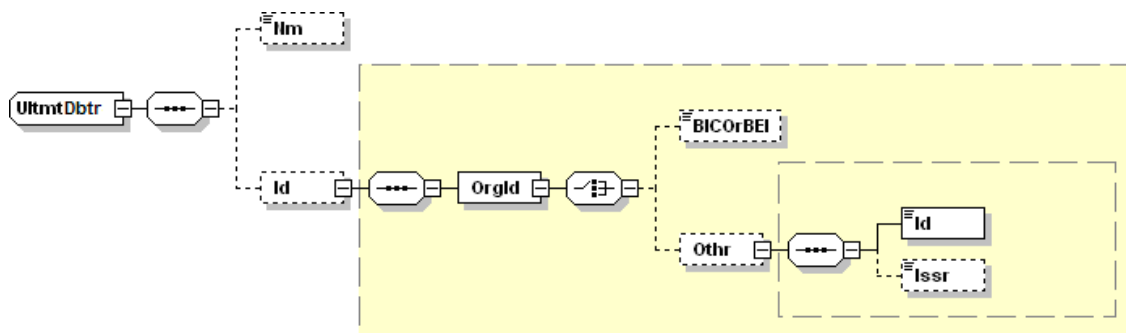 Nm
UltmtDbtr
BICOrBEI
Id
OrgId
Id
Othr
Issr